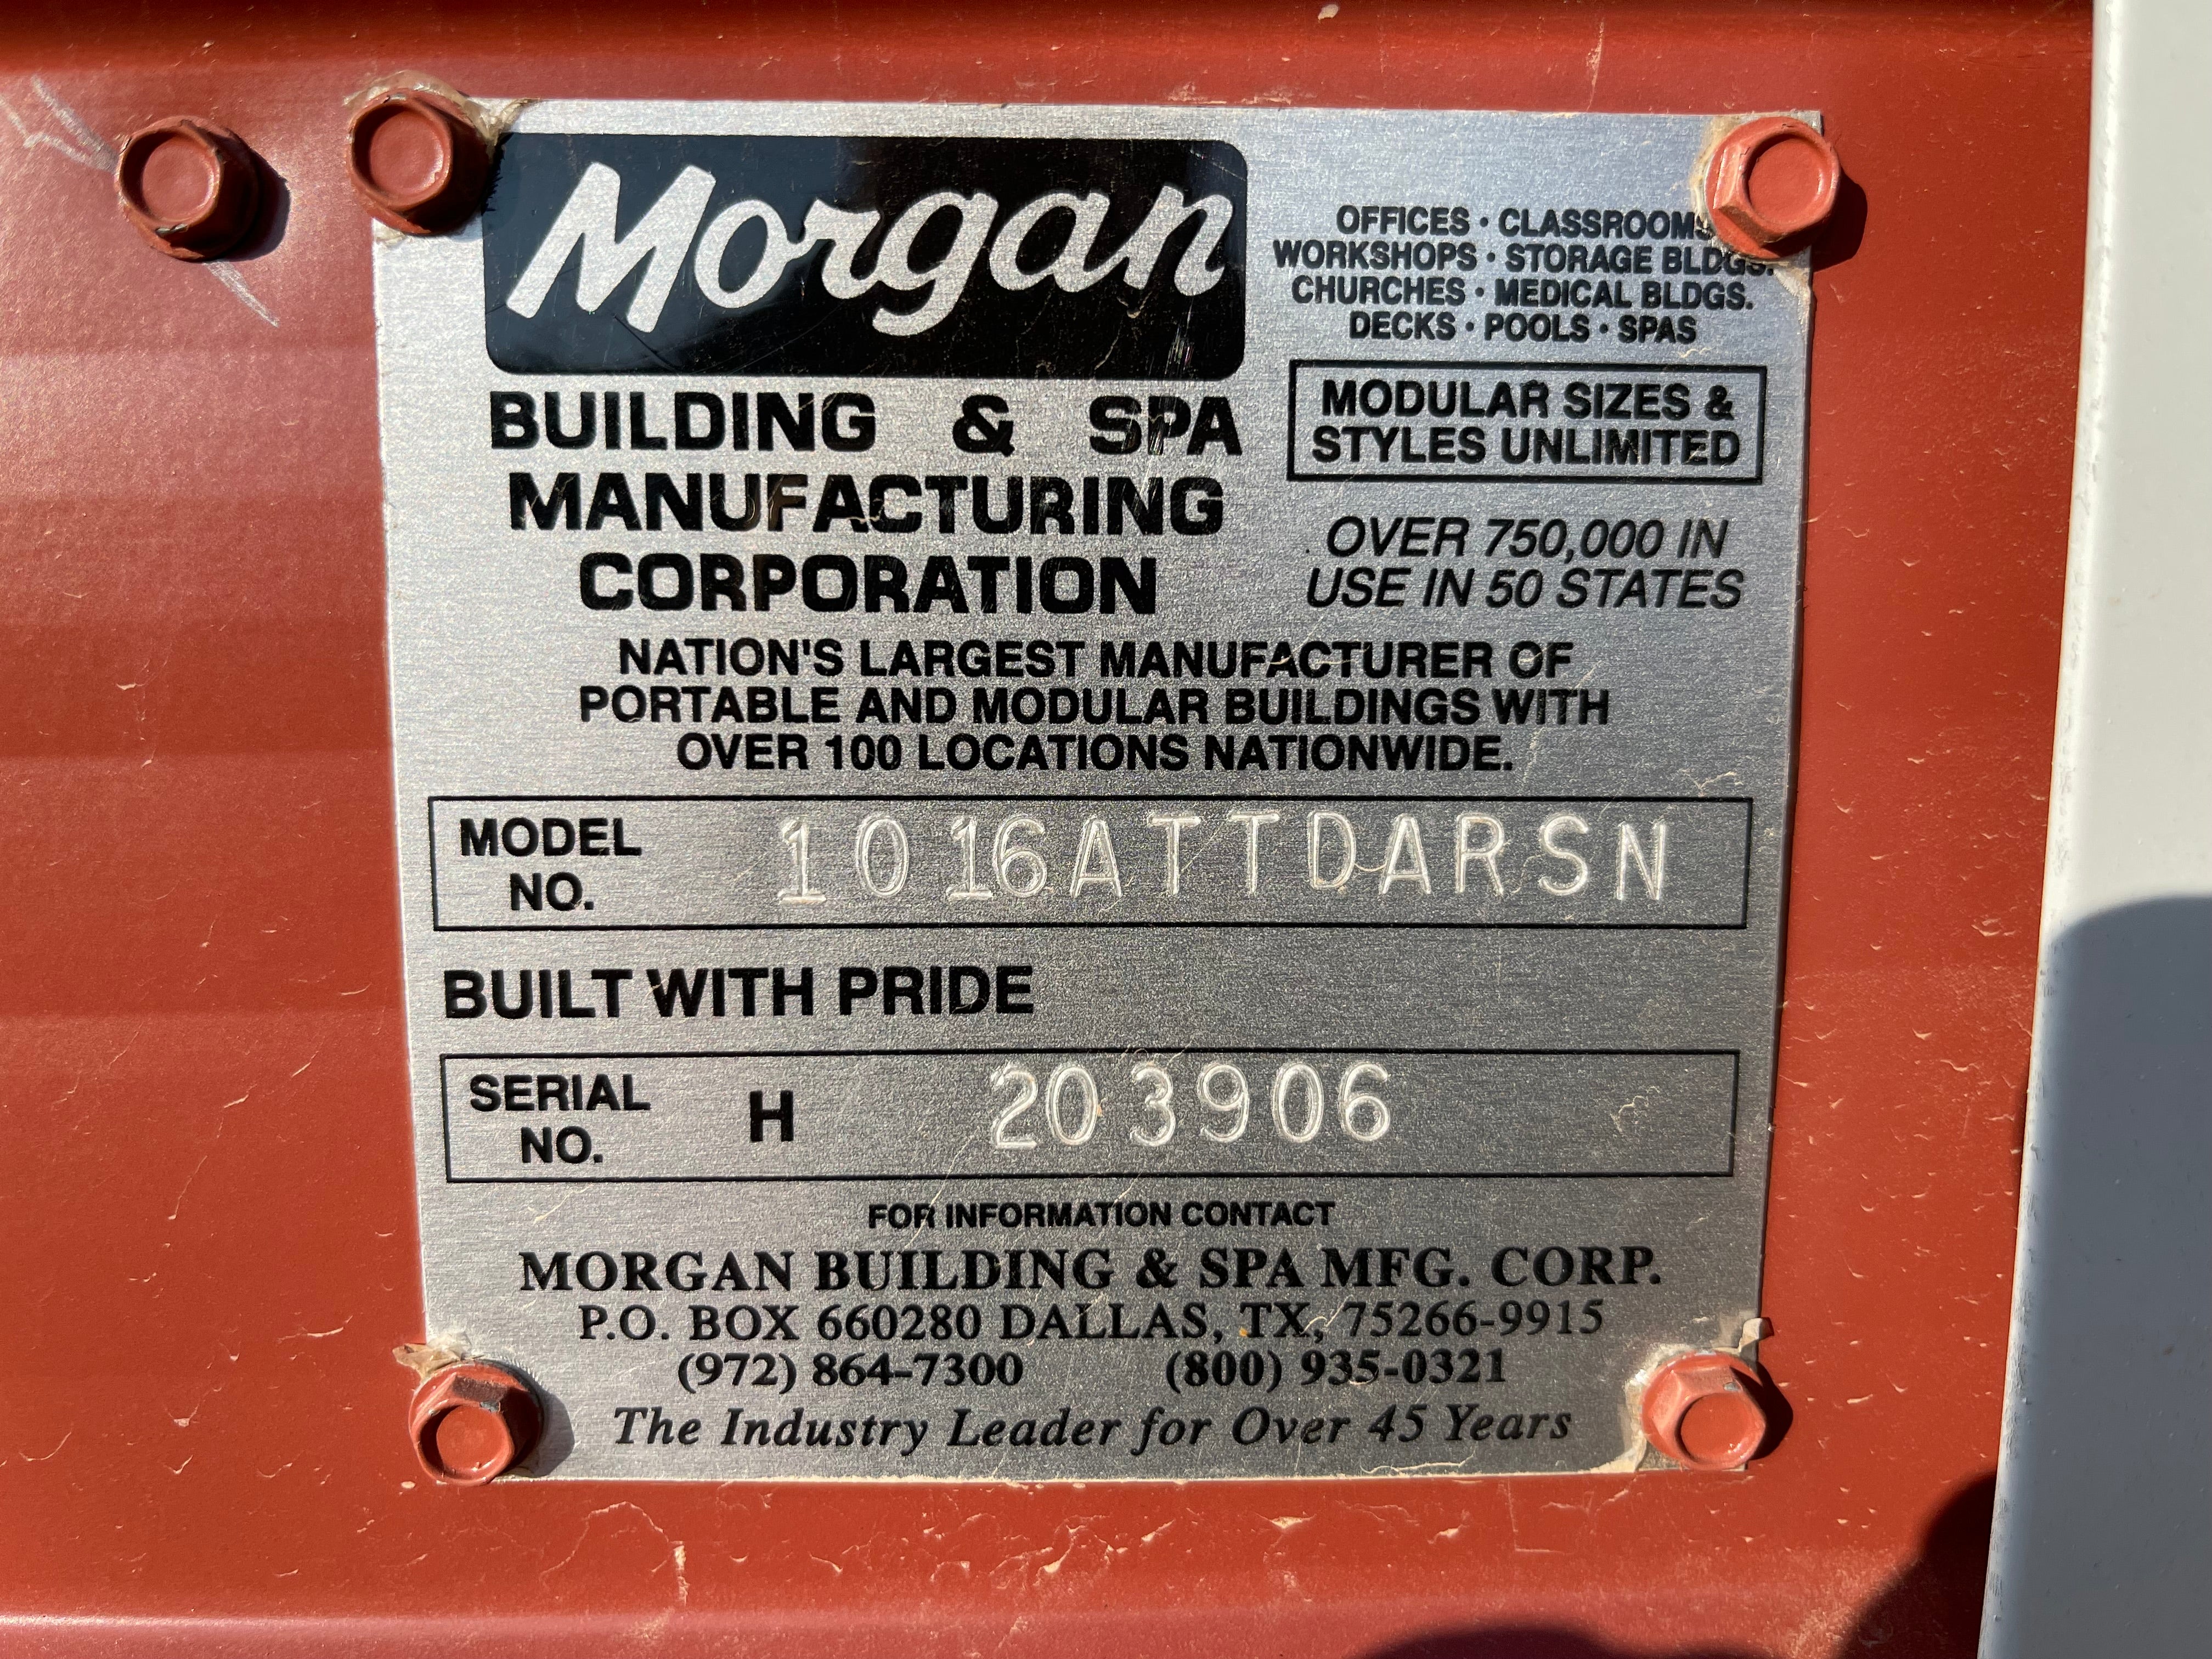 Morgan
BUILDING & SPA
MANUFACTURING
CORPORATION
OFFICES · CLASSROOMS
WORKSHOPS · STORAGE BLDGS.
CHURCHES · MEDICAL BLDGS.
DECKS · POOLS · SPAS
MODULAR SIZES &
STYLES UNLIMITED
OVER 750,000 IN
USE IN 50 STATES
NATION'S LARGEST MANUFACTURER OF
PORTABLE AND MODULAR BUILDINGS WITH
OVER 100 LOCATIONS NATIONWIDE.
MODEL NO. 1016ATTDARSN
BUILT WITH PRIDE
SERIAL NO. H 203906
FOR INFORMATION CONTACT
MORGAN BUILDING & SPA MFG. CORP.
P.O. BOX 660280 DALLAS, TX, 75266-9915
(972) 864-7300 (800) 935-0321
The Industry Leader for Over 45 Years